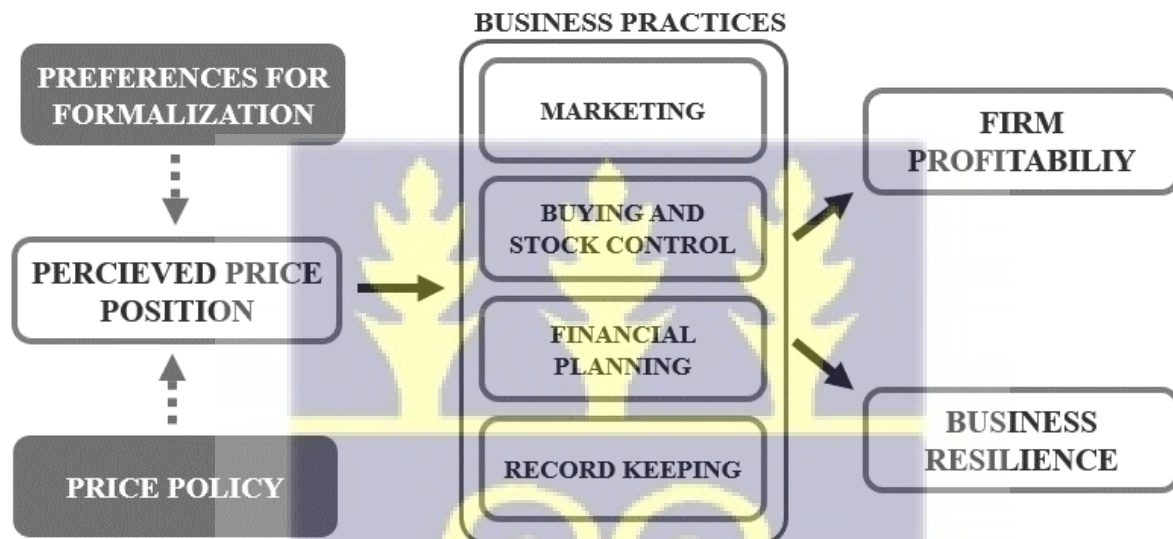 BUSINESS PRACTICES
PREFERENCES FOR
FORMALIZATION
PERCIEVED PRICE
POSITION
PRICE POLICY
MARKETING
BUYING AND
STOCK CONTROL
FINANCIAL
PLANNING
RECORD KEEPING
FIRM
PROFITABILIY
BUSINESS
RESILIENCE